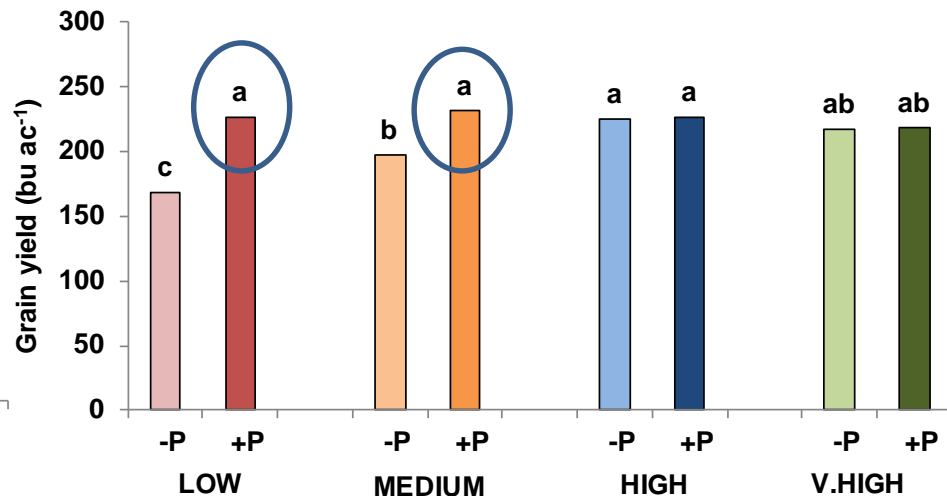 Grain yield (bu ac⁻¹)
300
250
200
150
100
50
0
c
a
b
a
a
a
ab
ab
-P
+P
-P
+P
-P
+P
-P
+P
LOW
MEDIUM
HIGH
V.HIGH